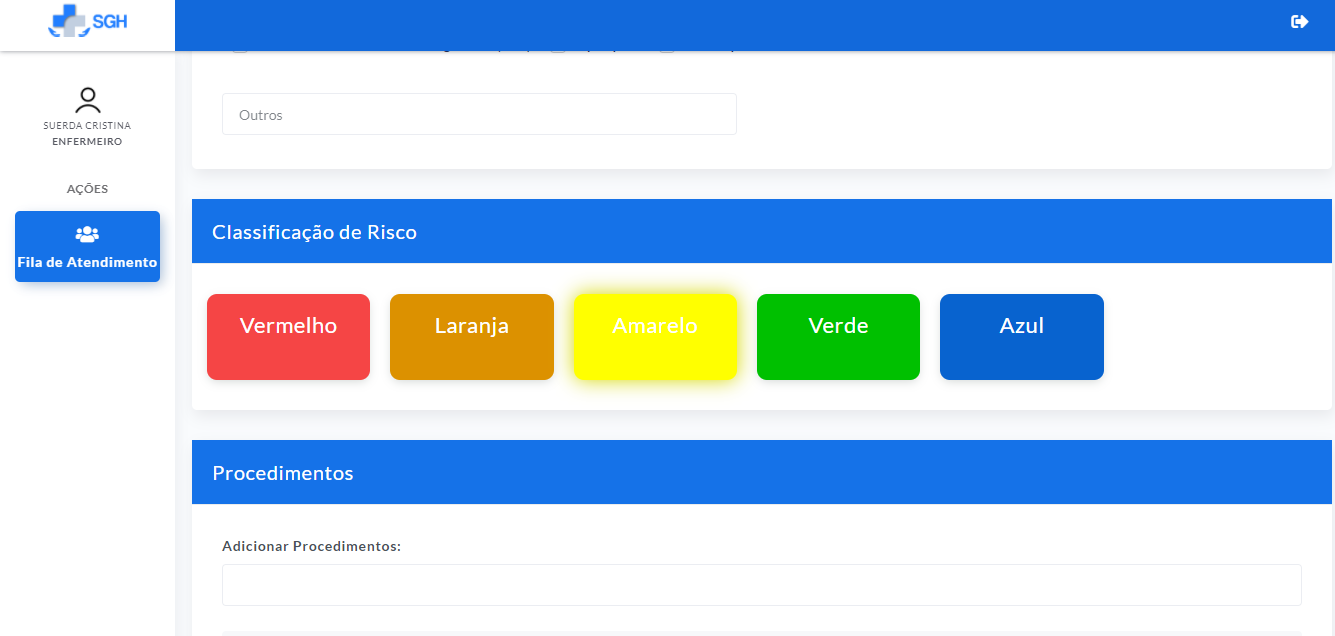 SGH
SUERDA CRISTINA
ENFERMEIRO
AÇÕES
Fila de Atendimento
Outros
Classificação de Risco
Vermelho
Laranja
Amarelo
Verde
Azul
Procedimentos
Adicionar Procedimentos: